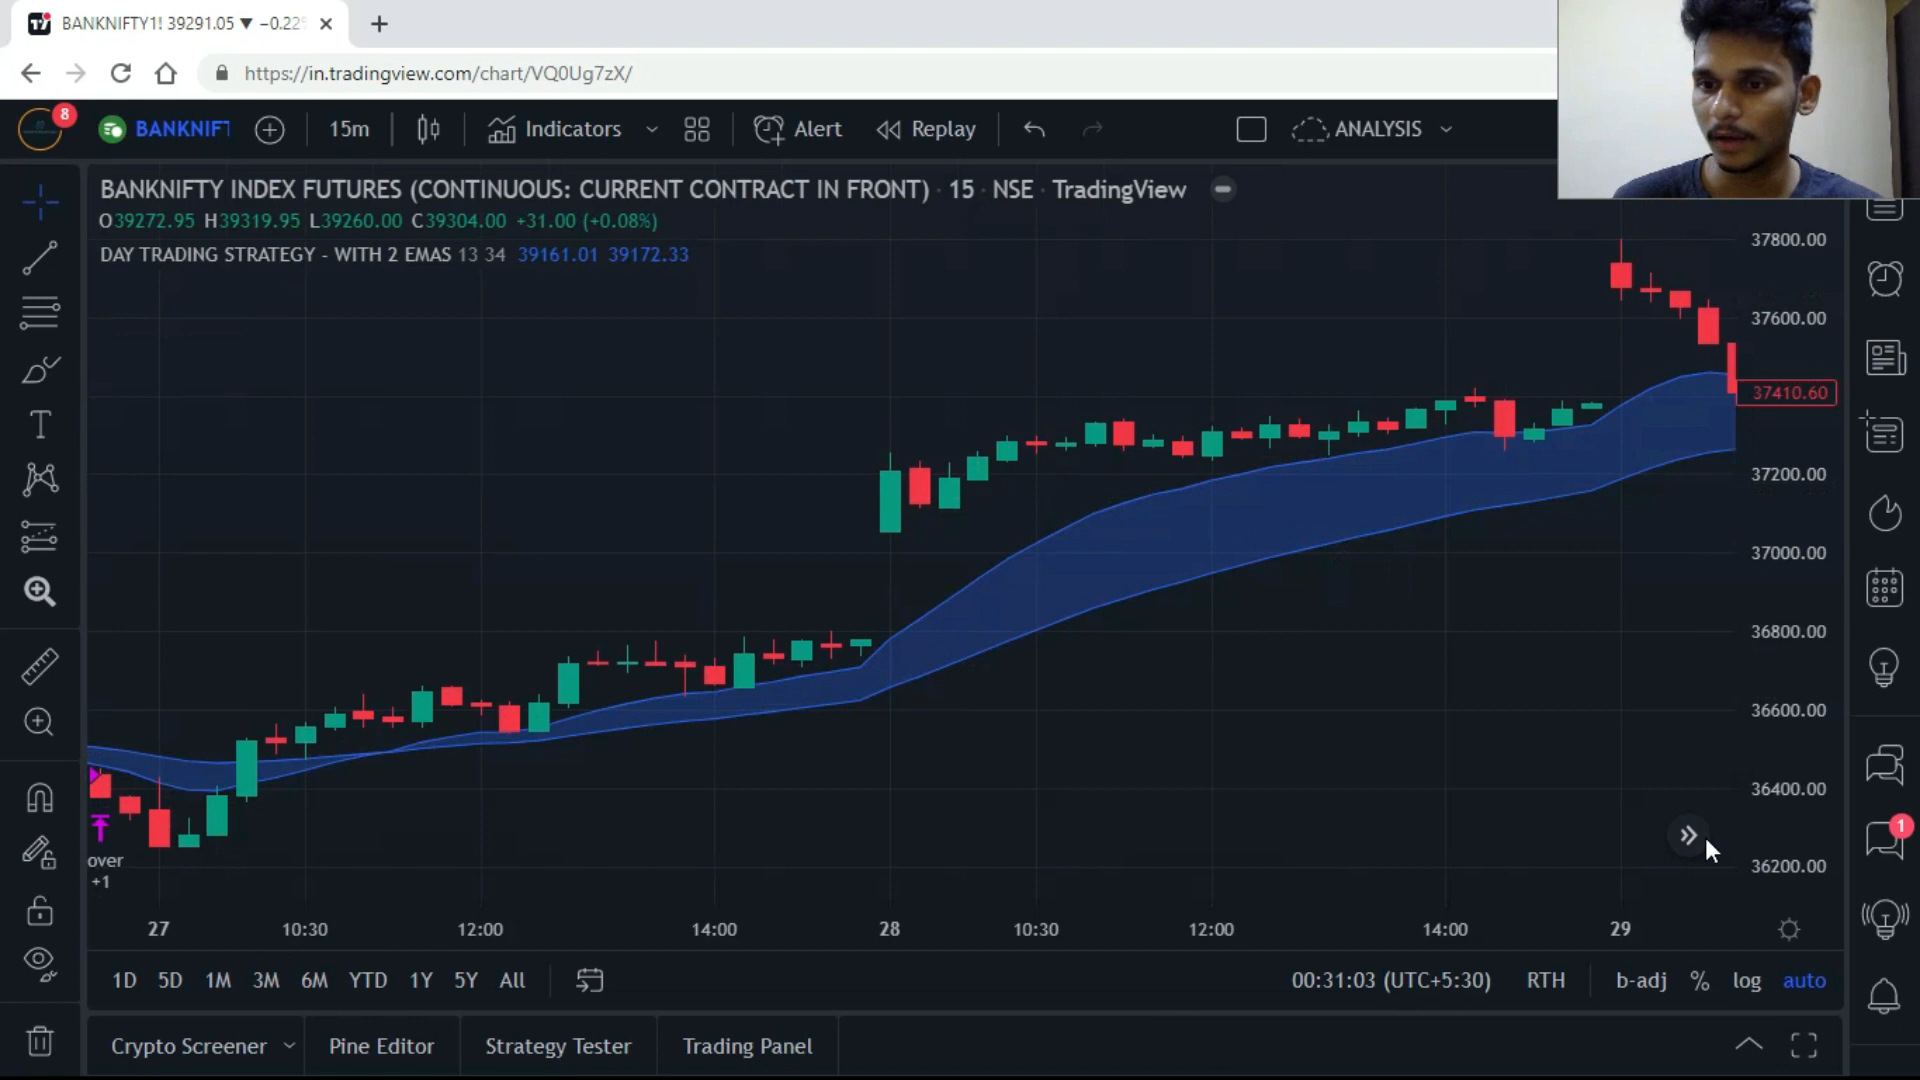 BANKNIFTY1! 39291.05 ▼ −0.22
https://in.tradingview.com/chart/VQ0Ug7zX/
8
BANKNIFT
15m
Indicators
Alert
Replay
ANALYSIS
BANKNIFTY INDEX FUTURES (CONTINUOUS: CURRENT CONTRACT IN FRONT) · 15 · NSE · TradingView
O39272.95 H39319.95 L39260.00 C39304.00 +31.00 (+0.08%)
DAY TRADING STRATEGY - WITH 2 EMAS 13 34 39161.01 39172.33
37800.00
37600.00
37410.60
37200.00
37000.00
36800.00
36600.00
36400.00
36200.00
over
+1
1
27 10:30 12:00 14:00 28 10:30 12:00 14:00 29
1D 5D 1M 3M 6M YTD 1Y 5Y All 00:31:03 (UTC+5:30) RTH b-adj % log auto
Crypto Screener Pine Editor Strategy Tester Trading Panel